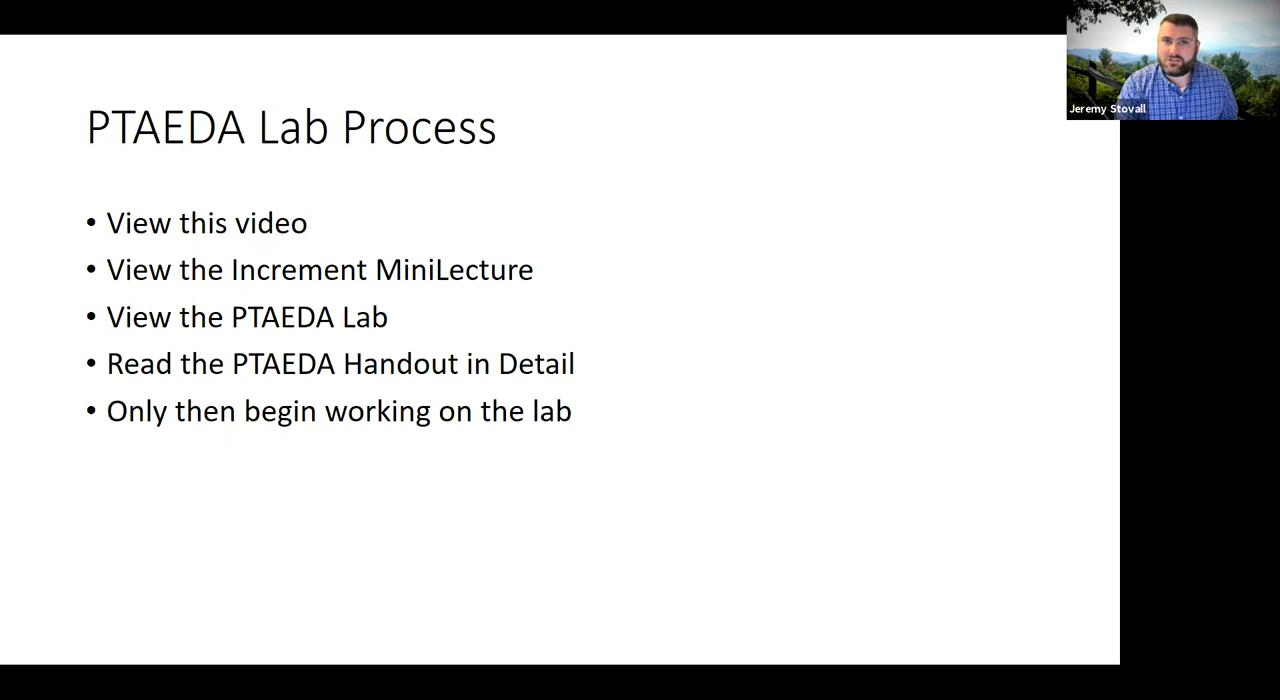 Jeremy Stovall
PTAEDA Lab Process
• View this video
• View the Increment MiniLecture
• View the PTAEDA Lab
• Read the PTAEDA Handout in Detail
• Only then begin working on the lab